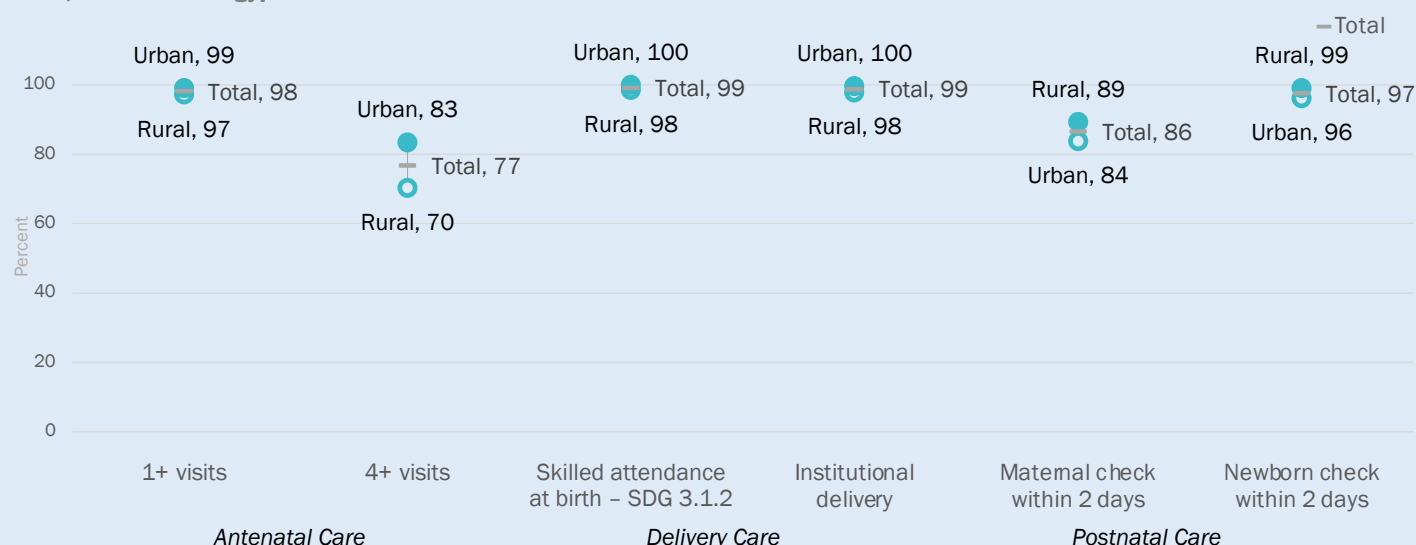 Total
Urban, 99
Urban, 100
Urban, 100
Rural, 99
100
Total, 98
Urban, 83
Total, 99
Total, 99
Rural, 89
Total, 97
Rural, 97
Rural, 98
Rural, 98
Total, 86
Urban, 96
80
Total, 77
Urban, 84
60
Rural, 70
Percent
40
20
0
1+ visits
4+ visits
Skilled attendance
at birth – SDG 3.1.2
Institutional
delivery
Maternal check
within 2 days
Newborn check
within 2 days
Antenatal Care
Delivery Care
Postnatal Care